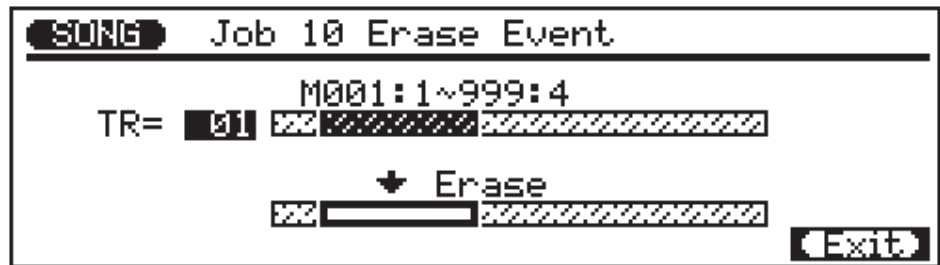 SONG Job 10 Erase Event
M001:1~999:4
TR= 01
Erase
Exit